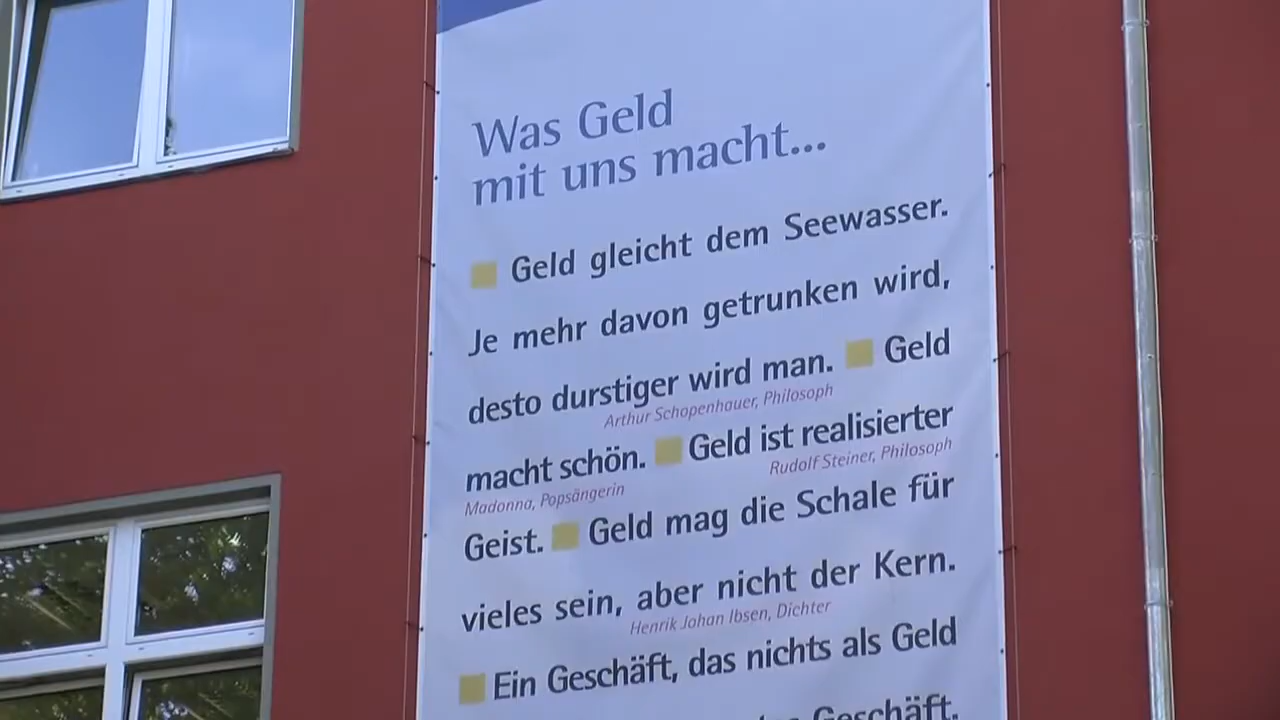 Was Geld
mit uns macht...
Geld gleicht dem Seewasser.
Je mehr davon getrunken wird,
desto durstiger wird man. Geld
Arthur Schopenhauer, Philosoph
macht schön. Geld ist realisierter
Madonna, Popsängerin Rudolf Steiner, Philosoph
Geist. Geld mag die Schale für
vieles sein, aber nicht der Kern.
Henrik Johan Ibsen, Dichter
Ein Geschäft, das nichts als Geld
Geschäft.